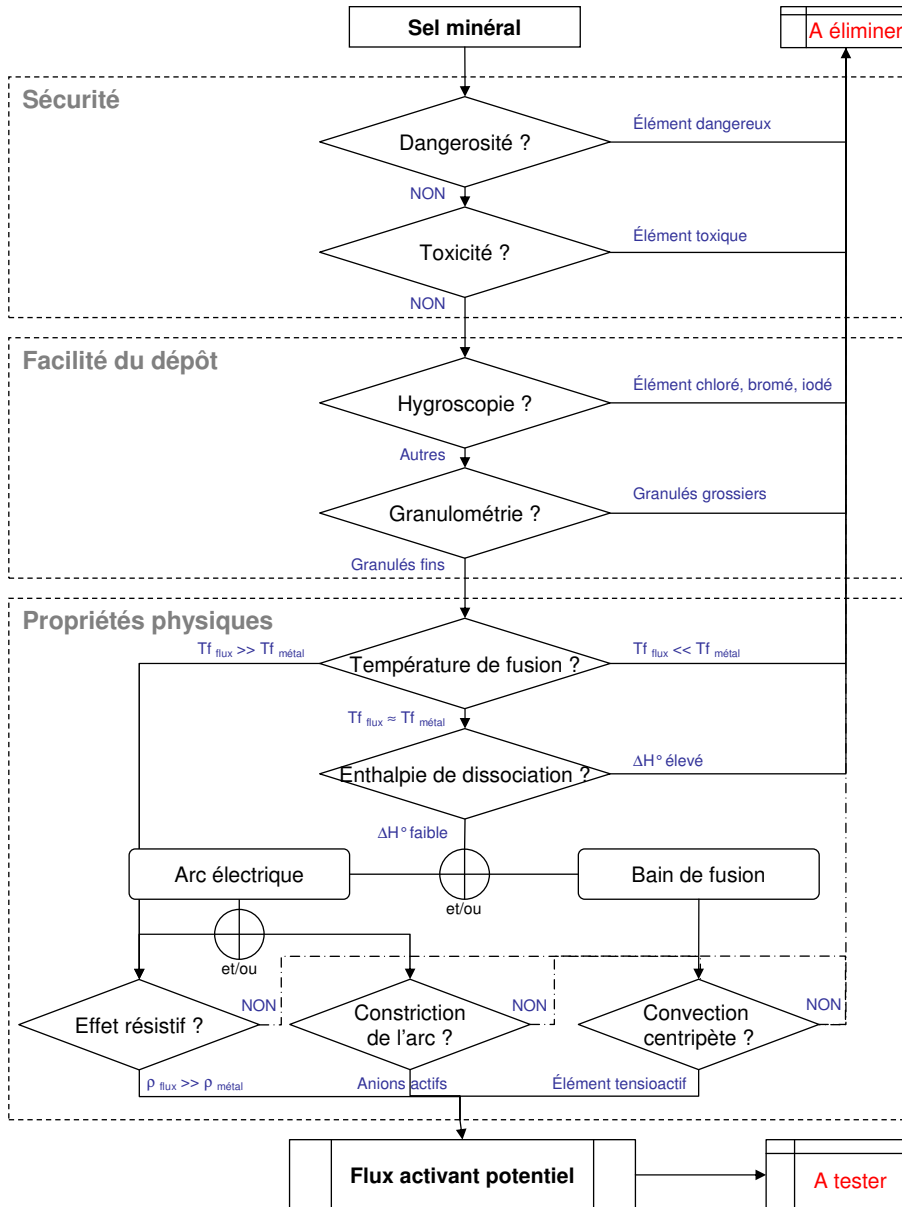 Sel minéral
A éliminer
Sécurité
Dangerosité ?
Élément dangereux
NON
Toxicité ?
Élément toxique
NON
Facilité du dépôt
Hygroscopie ?
Élément chloré, bromé, iodé
Autres
Granulométrie ?
Granulés grossiers
Granulés fins
Propriétés physiques
Tf flux >> Tf métal
Température de fusion ?
Tf flux << Tf métal
Tf flux ≈ Tf métal
Enthalpie de dissociation ?
ΔH° élevé
ΔH° faible
Arc électrique
et/ou
Bain de fusion
et/ou
Effet résistif ?
NON
Constriction
de l'arc ?
NON
Convection
centripète ?
NON
ρ flux >> ρ métal
Anions actifs
Élément tensioactif
Flux activant potentiel
A tester